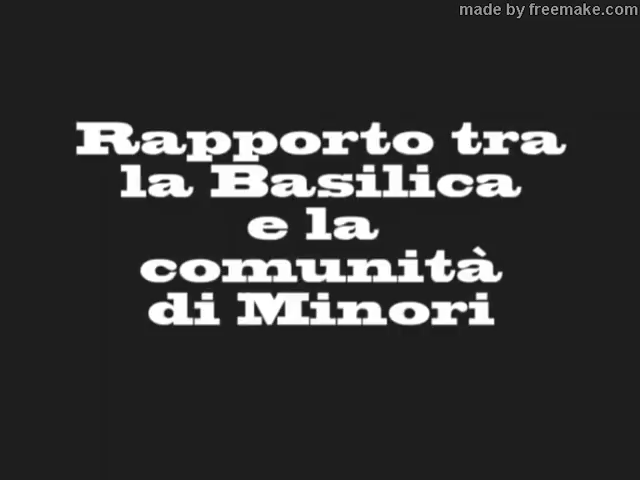 made by freemake.com
Rapporto tra
la Basilica
e la
comunità
di Minori